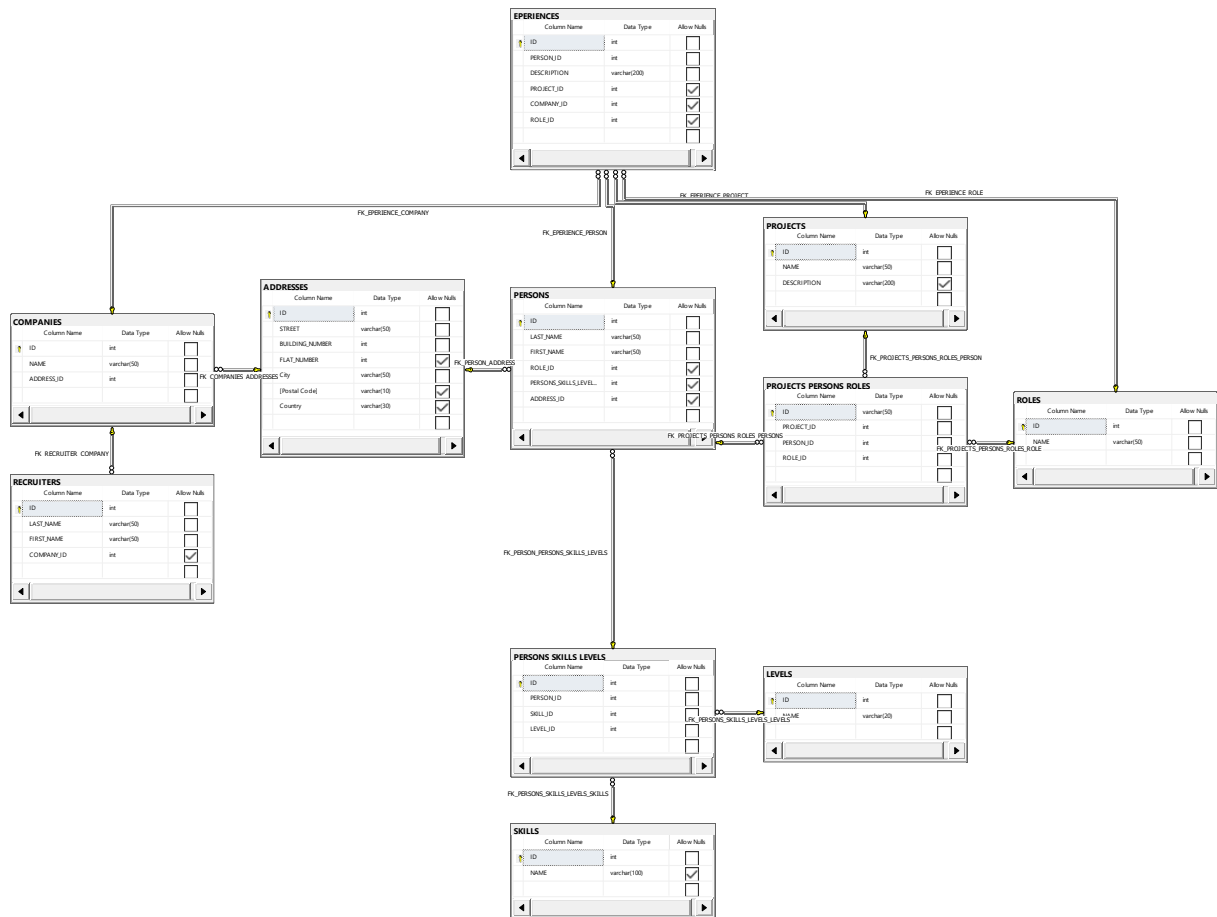 EPERIENCES
Column Name Data Type Allow Nulls
ID int
PERSON_ID int
DESCRIPTION varchar(200)
PROJECT_ID int
COMPANY_ID int
ROLE_ID int
FK_EPERIENCE_COMPANY
FK_EPERIENCE_PERSON
FK_EPERIENCE_PROJECT
FK_EPERIENCE_ROLE
PROJECTS
Column Name Data Type Allow Nulls
ID int
NAME varchar(50)
DESCRIPTION varchar(200)
ADDRESSES
Column Name Data Type Allow Nulls
ID int
STREET varchar(50)
BUILDING_NUMBER int
FLAT_NUMBER int
City varchar(50)
[Postal Code] varchar(10)
Country varchar(30)
PERSONS
Column Name Data Type Allow Nulls
ID int
LAST_NAME varchar(50)
FIRST_NAME varchar(50)
ROLE_ID int
PERSONS_SKILLS_LEVEL...
ADDRESS_ID int
COMPANIES
Column Name Data Type Allow Nulls
ID int
NAME varchar(50)
ADDRESS_ID int
FK_COMPANIES_ADDRESSES
FK_PERSON_ADDRESS
FK_PROJECTS_PERSONS_ROLES_PERSON
PROJECTS PERSONS ROLES
Column Name Data Type Allow Nulls
ID varchar(50)
PROJECT_ID int
PERSON_ID int
ROLE_ID int
FK_PROJECTS_PERSONS_ROLES_PERSONS
FK_PROJECTS_PERSONS_ROLES_ROLE
ROLES
Column Name Data Type Allow Nulls
ID int
NAME varchar(50)
FK_RECRUITER_COMPANY
RECRUITERS
Column Name Data Type Allow Nulls
ID int
LAST_NAME varchar(50)
FIRST_NAME varchar(50)
COMPANY_ID int
FK_PERSON_PERSONS_SKILLS_LEVELS
PERSONS SKILLS LEVELS
Column Name Data Type Allow Nulls
ID int
PERSON_ID int
SKILL_ID int
LEVEL_ID int
FK_PERSONS_SKILLS_LEVELS_LEVELS
LEVELS
Column Name Data Type Allow Nulls
ID int
NAME varchar(20)
FK_PERSONS_SKILLS_LEVELS_SKILLS
SKILLS
Column Name Data Type Allow Nulls
ID int
NAME varchar(100)